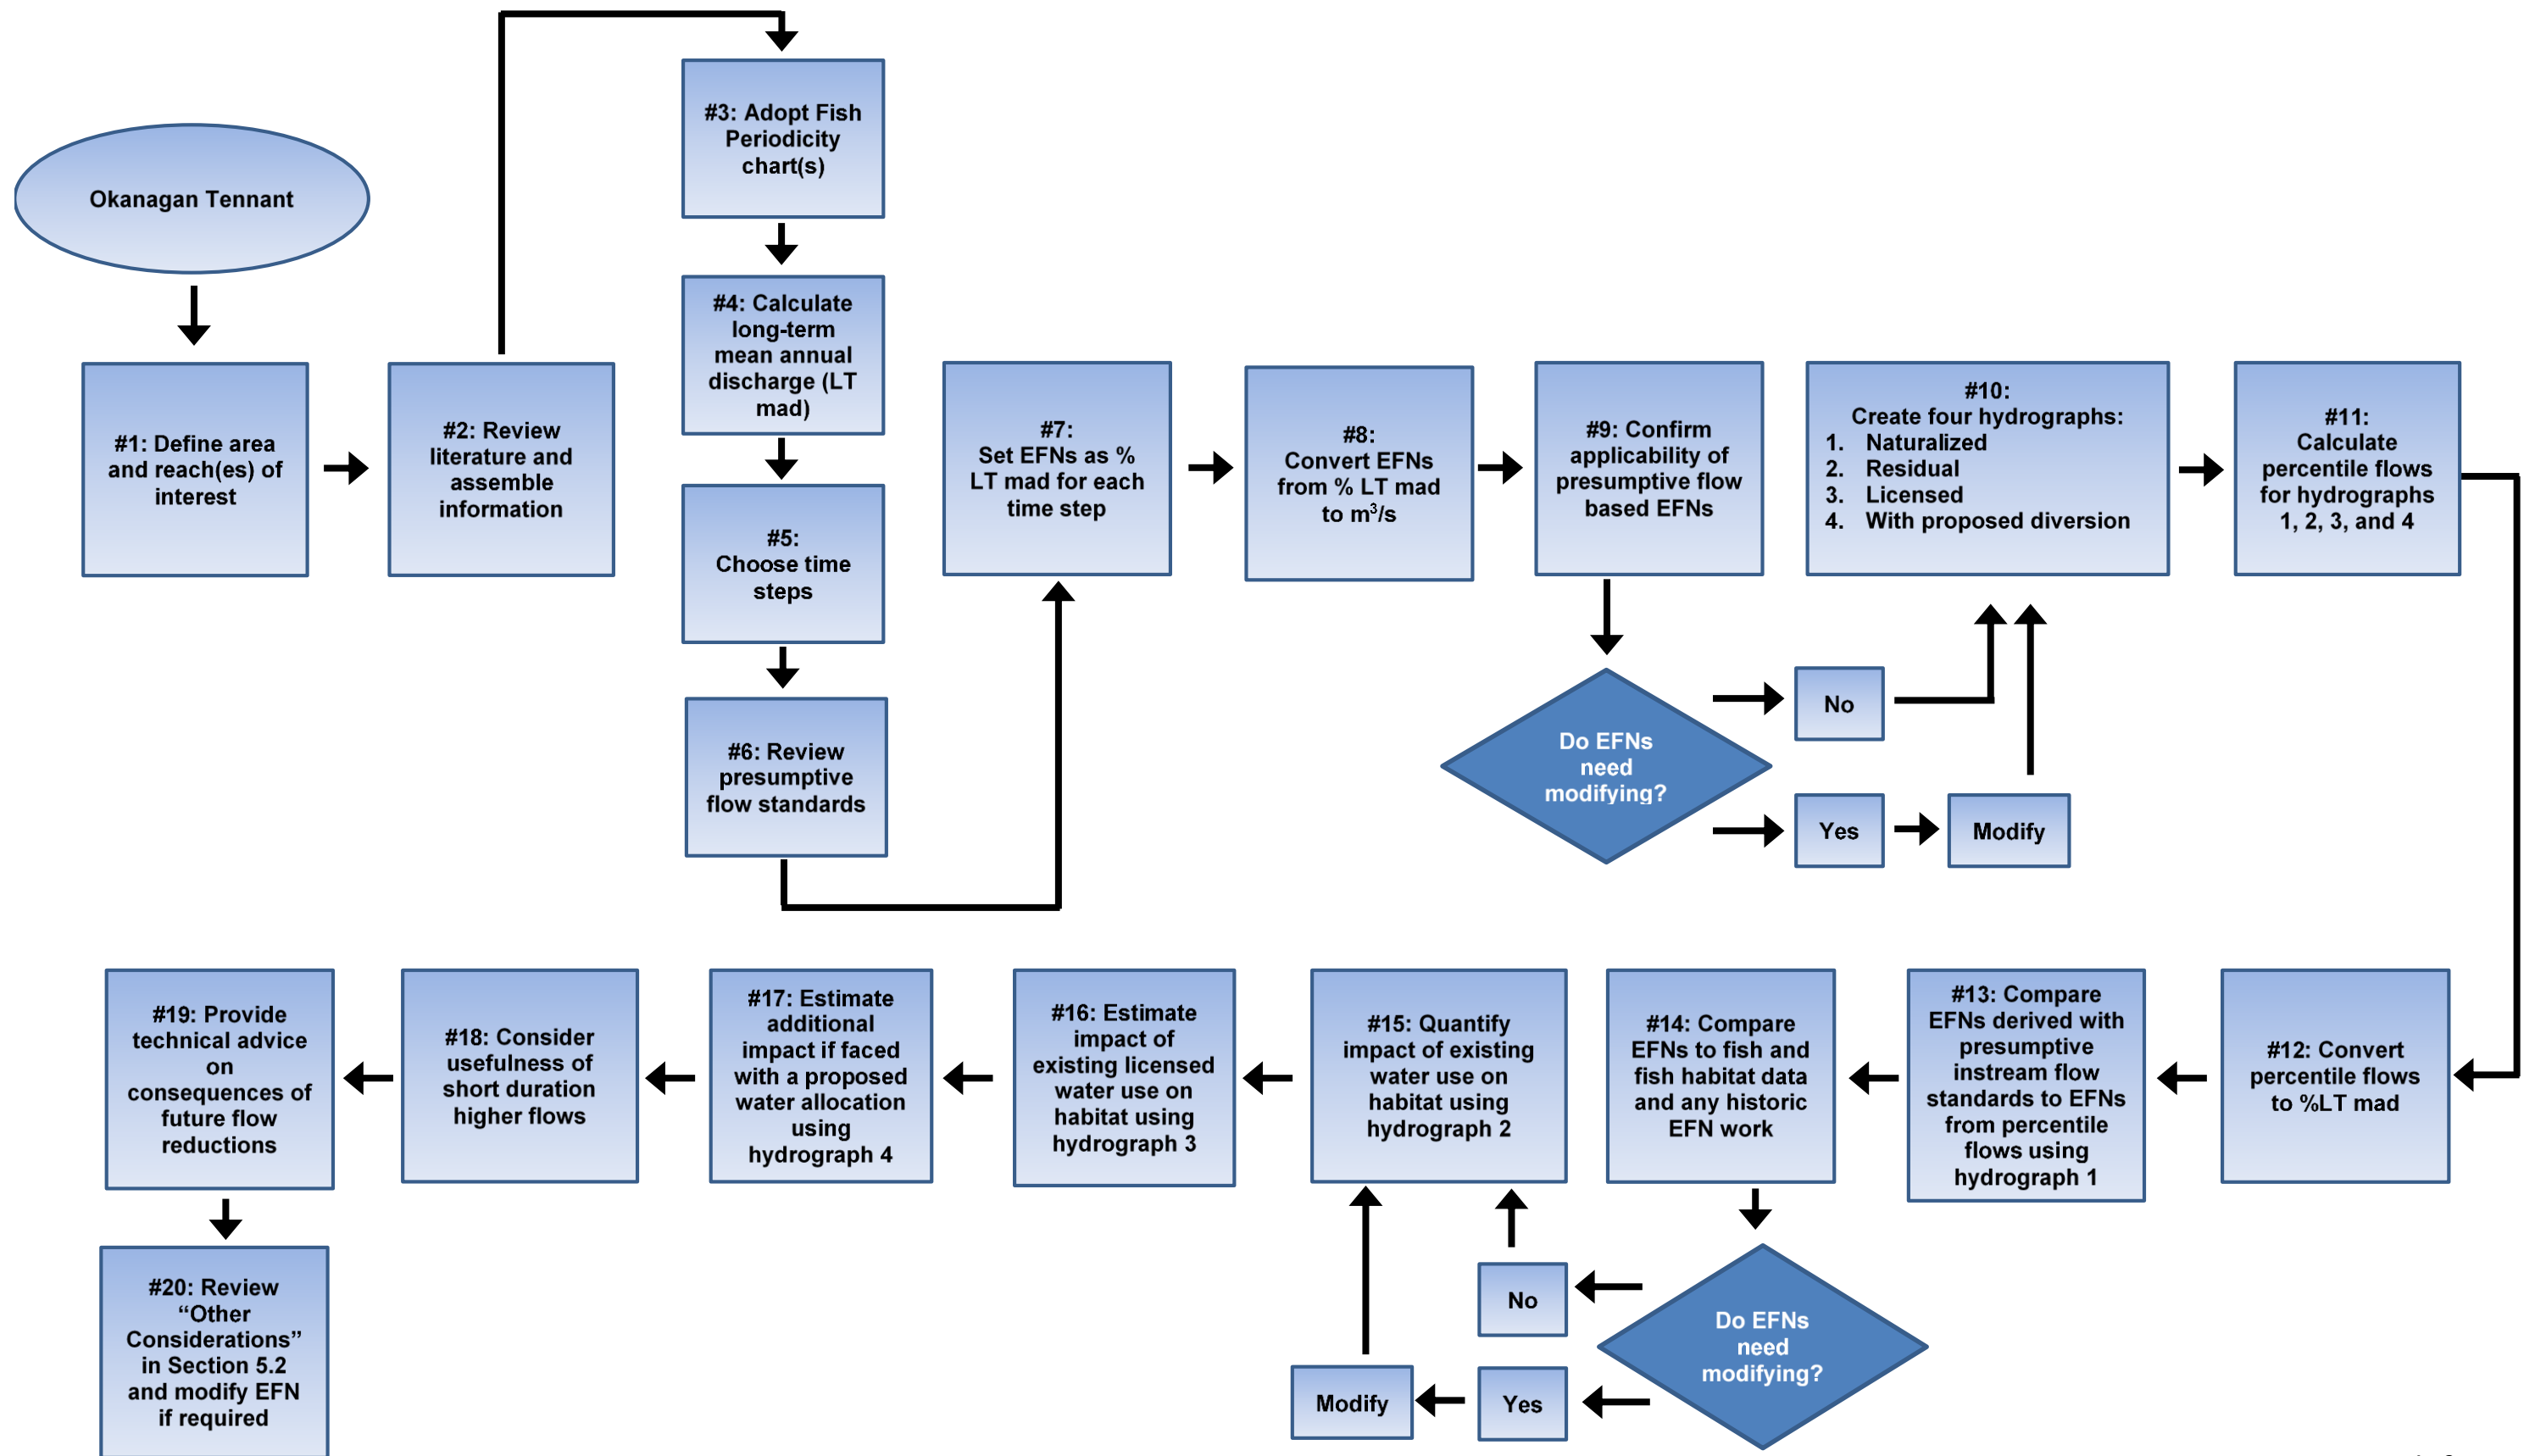 Okanagan Tennant
#1: Define area
and reach(es) of
interest
#2: Review
literature and
assemble
information
#3: Adopt Fish
Periodicity
chart(s)
#4: Calculate
long-term
mean annual
discharge (LT
mad)
#5:
Choose time
steps
#6: Review
presumptive
flow standards
#7:
Set EFNs as %
LT mad for each
time step
#8:
Convert EFNs
from % LT mad
to m³/s
#9: Confirm
applicability of
presumptive flow
based EFNs
Do EFNs
need
modifying?
No
Yes
Modify
#10:
Create four hydrographs:
1. Naturalized
2. Residual
3. Licensed
4. With proposed diversion
#11:
Calculate
percentile flows
for hydrographs
1, 2, 3, and 4
#12: Convert
percentile flows
to %LT mad
#13: Compare
EFNs derived with
presumptive
instream flow
standards to EFNs
from percentile
flows using
hydrograph 1
#14: Compare
EFNs to fish and
fish habitat data
and any historic
EFN work
Do EFNs
need
modifying?
No
Yes
Modify
#15: Quantify
impact of existing
water use on
habitat using
hydrograph 2
#16: Estimate
impact of
existing licensed
water use on
habitat using
hydrograph 3
#17: Estimate
additional
impact if faced
with a proposed
water allocation
using
hydrograph 4
#18: Consider
usefulness of
short duration
higher flows
#19: Provide
technical advice
on
consequences of
future flow
reductions
#20: Review
“Other
Considerations”
in Section 5.2
and modify EFN
if required